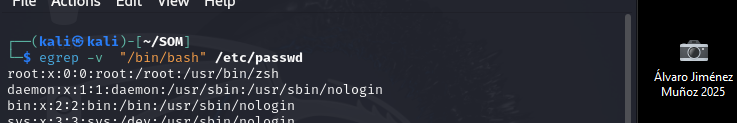 File Actions Edit View Help
┌──(kali㉿kali)-[~/SOM]
└─$ egrep -v  "/bin/bash" /etc/passwd
root:x:0:0:root:/root:/usr/bin/zsh
daemon:x:1:1:daemon:/usr/sbin:/usr/sbin/nologin
bin:x:2:2:bin:/bin:/usr/sbin/nologin
sys:x:3:3:sys:/dev:/usr/sbin/nologin
Álvaro Jiménez
Muñoz 2025